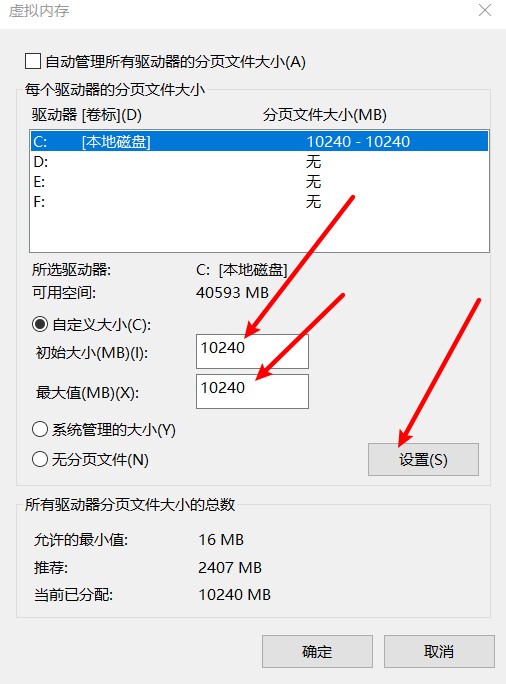 虚拟内存
自动管理所有驱动器的分页文件大小(A)
每个驱动器的分页文件大小
驱动器 [卷标](D) 分页文件大小(MB)
C: [本地磁盘] 10240 - 10240
D: 无
E: 无
F: 无
所选驱动器: C: [本地磁盘]
可用空间: 40593 MB
自定义大小(C):
初始大小(MB)(I): 10240
最大值(MB)(X): 10240
系统管理的大小(Y)
无分页文件(N) 设置(S)
所有驱动器分页文件大小的总数
允许的最小值: 16 MB
推荐: 2407 MB
当前已分配: 10240 MB
确定 取消